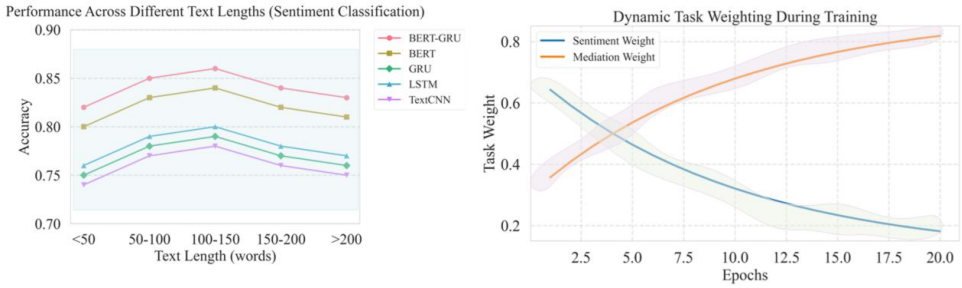 Performance Across Different Text Lengths (Sentiment Classification)
0.90
0.85
0.80
0.75
0.70
Accuracy
<50
50-100
100-150
150-200
>200
Text Length (words)
BERT-GRU
BERT
GRU
LSTM
TextCNN
Dynamic Task Weighting During Training
Sentiment Weight
Mediation Weight
0.8
0.6
0.4
0.2
Task Weight
2.5
5.0
7.5
10.0
12.5
15.0
17.5
20.0
Epochs